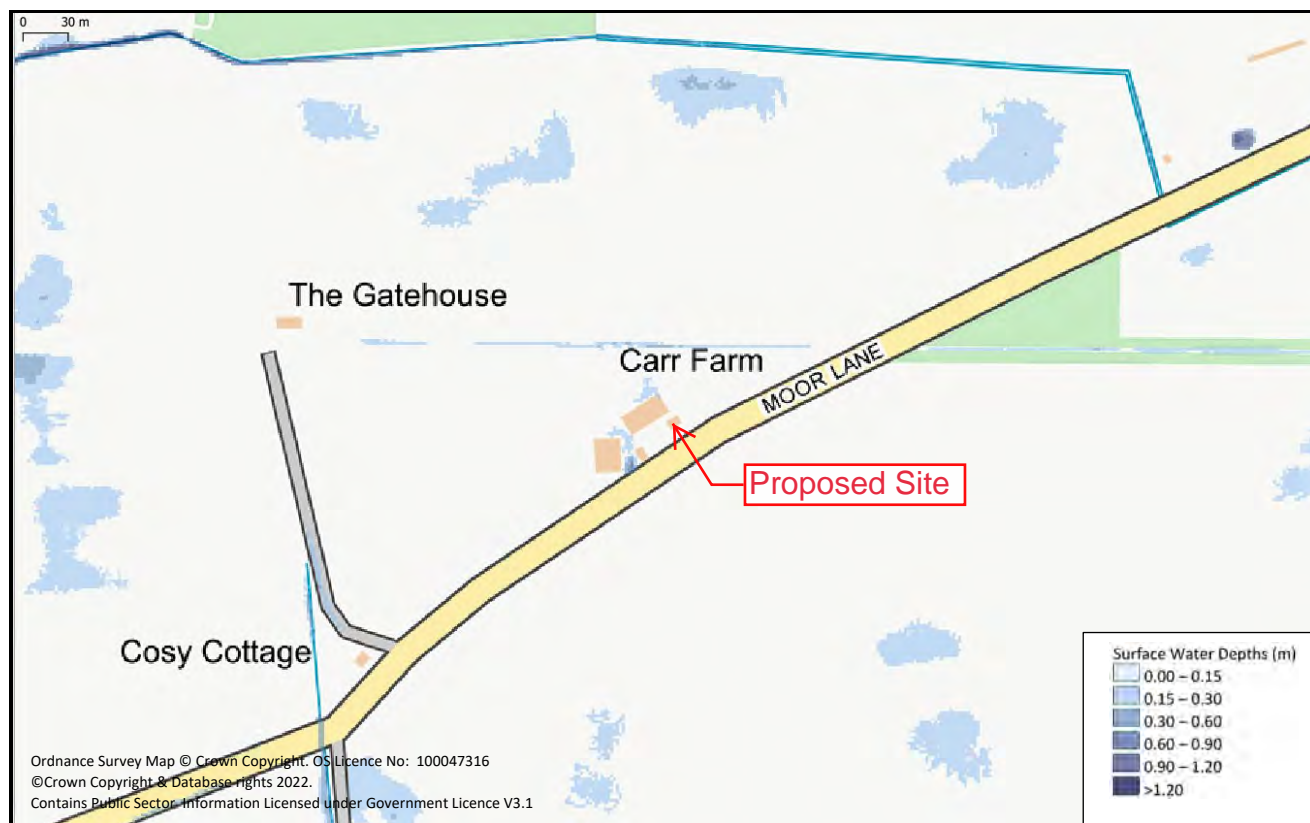 0 30 m
The Gatehouse
Carr Farm
MOOR LANE
Proposed Site
Cosy Cottage
Surface Water Depths (m)
0.00 – 0.15
0.15 – 0.30
0.30 – 0.60
0.60 – 0.90
0.90 – 1.20
>1.20
Ordnance Survey Map © Crown Copyright. OS Licence No: 100047316
©Crown Copyright & Database rights 2022.
Contains Public Sector Information Licensed under Government Licence V3.1